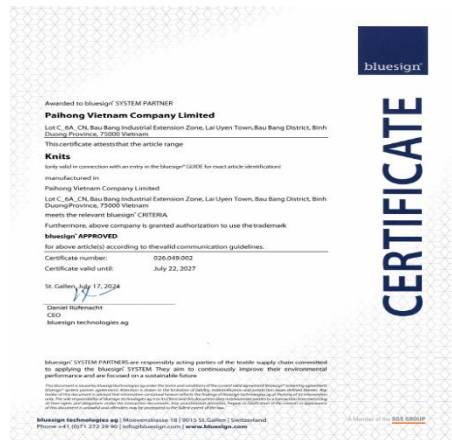 bluesign®
CERTIFICATE
Awarded to bluesign® SYSTEM PARTNER
Paihong Vietnam Company Limited
Lot C_6A_CN, Bau Bang Industrial Extension Zone, Lai Uyen Town,Bau Bang District, Binh
Duong Province, 75000 Vietnam
This certificate attests that the article range
Knits
(only valid in connection with an entry in the bluesign® GUIDE for exact article identification)
manufactured in
Paihong Vietnam Company Limited
Lot C_6A_CN, Bau Bang Industrial Extension Zone, Lai Uyen Town, Bau Bang District, Binh
Duong Province, 75000 Vietnam
meets the relevant bluesign® CRITERIA.
Furthermore, above company is granted authorization to use the trademark
bluesign® APPROVED
for above article(s) according to the valid communication guidelines.
Certificate number: 026.049.002
Certificate valid until: July 22, 2027
St. Gallen, July 17, 2024
Daniel Rüfenacht
CEO
bluesign technologies ag
bluesign® SYSTEM PARTNERS are responsibly acting parties of the textile supply chain committed
to applying the bluesign® SYSTEM. They aim to continuously improve their environmental
performance and are focused on a sustainable future
bluesign technologies ag | Moevenstrasse 18 | 9015 St.Gallen | Switzerland
Phone +41 (0)71 272 29 90 | info@bluesign.com | www.bluesign.com
A Member of the SGS GROUP